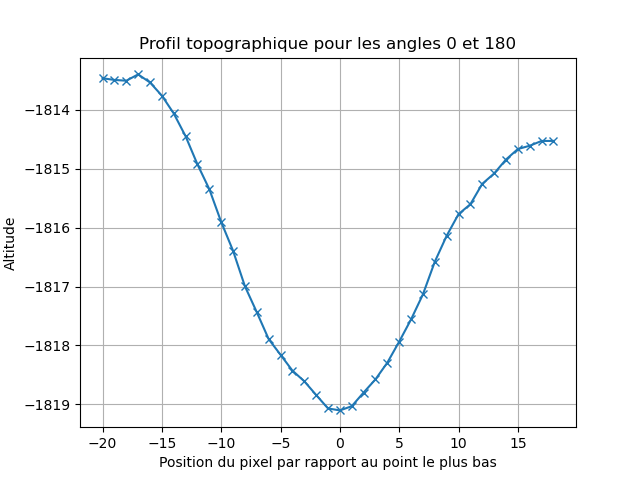 Profil topographique pour les angles 0 et 180
−1814
−1815
−1816
−1817
−1818
−1819
Altitude
−20 −15 −10 −5 0 5 10 15
Position du pixel par rapport au point le plus bas